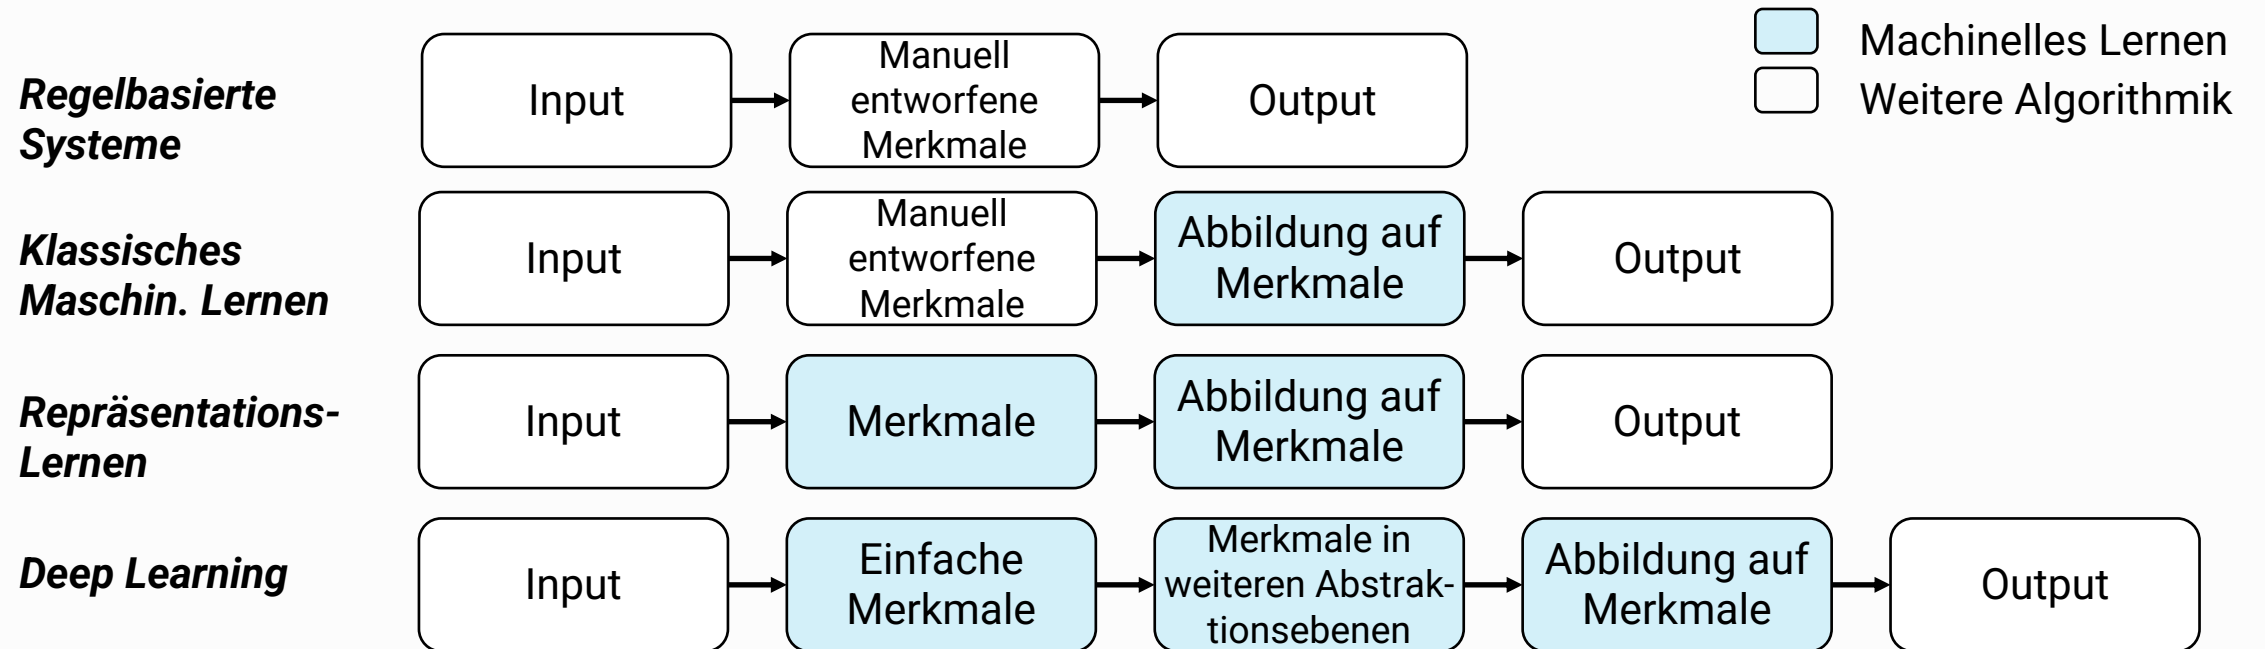 Machinelles Lernen
Weitere Algorithmik
Regelbasierte
Systeme
Input
Manuell
entworfene
Merkmale
Output
Klassisches
Maschin. Lernen
Input
Manuell
entworfene
Merkmale
Abbildung auf
Merkmale
Output
Repräsentations-
Lernen
Input
Merkmale
Abbildung auf
Merkmale
Output
Deep Learning
Input
Einfache
Merkmale
Merkmale in
weiteren Abstrak-
tionsebenen
Abbildung auf
Merkmale
Output